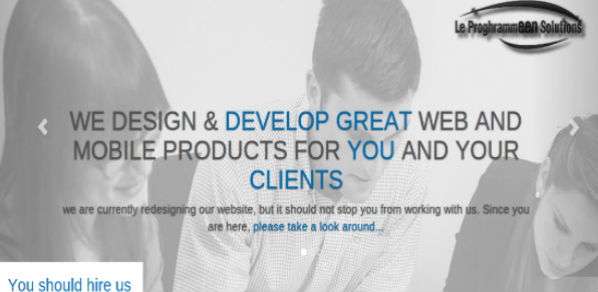 Le Proghrammeen Solutions
WE DESIGN & DEVELOP GREAT WEB AND
MOBILE PRODUCTS FOR YOU AND YOUR
CLIENTS
we are currently redesigning our website, but it should not stop you from working with us. Since you
are here, please take a look around...
You should hire us